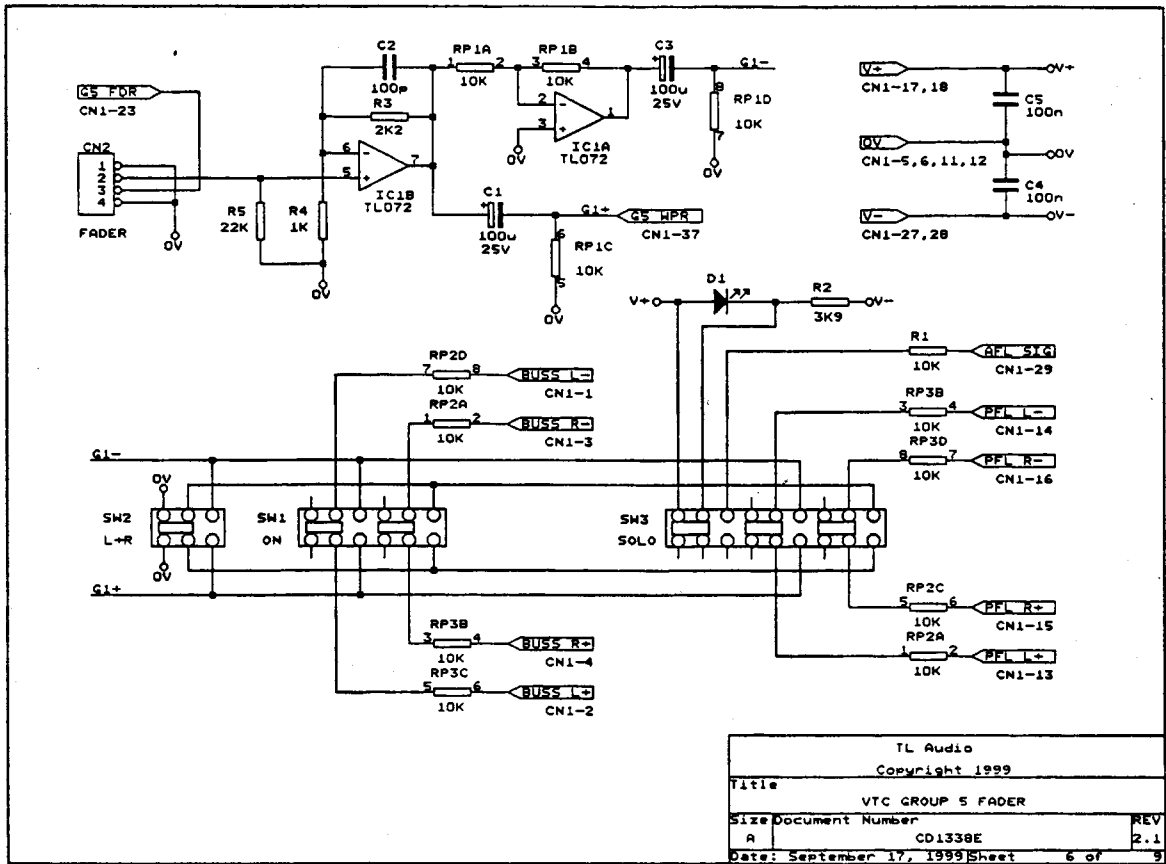 C2
100p
R3
2K2
RP1A
1 2
10K
RP1B
3 4
10K
C3
100u
25V
G1-
8
RP1D
10K
7
0V
2
3
1
0V
IC1A
TL072
G5 FDR
CN1-23
CN2
1
2
3
4
FADER
0V
6
5
7
IC1B
TL072
R5
22K
R4
1K
0V
C1
100u
25V
G1+
G5 WPR
CN1-37
6
RP1C
10K
5
0V
V+
CN1-17,18
0V+
C5
100n
0V
CN1-5,6,11,12
0V
C4
100n
V-
CN1-27,28
V-
V+
D1
R2
3K9
V-
R1
10K
AFL SIG
CN1-29
RP3B
3 4
10K
PFL L-
CN1-14
RP3D
8 7
10K
PFL R-
CN1-16
RP2D
7 8
10K
BUSS L-
CN1-1
RP2A
1 2
10K
BUSS R-
CN1-3
G1-
0V
SW2
L+R
0V
SW1
ON
SW3
SOLO
G1+
RP3B
3 4
10K
BUSS R+
CN1-4
RP3C
5 6
10K
BUSS L+
CN1-2
RP2C
5 6
10K
PFL R+
CN1-15
RP2A
1 2
10K
PFL L+
CN1-13
TL Audio
Copyright 1999
Title
VTC GROUP 5 FADER
Size Document Number REV
A CD1338E 2.1
Date: September 17, 1999 Sheet 6 of 9